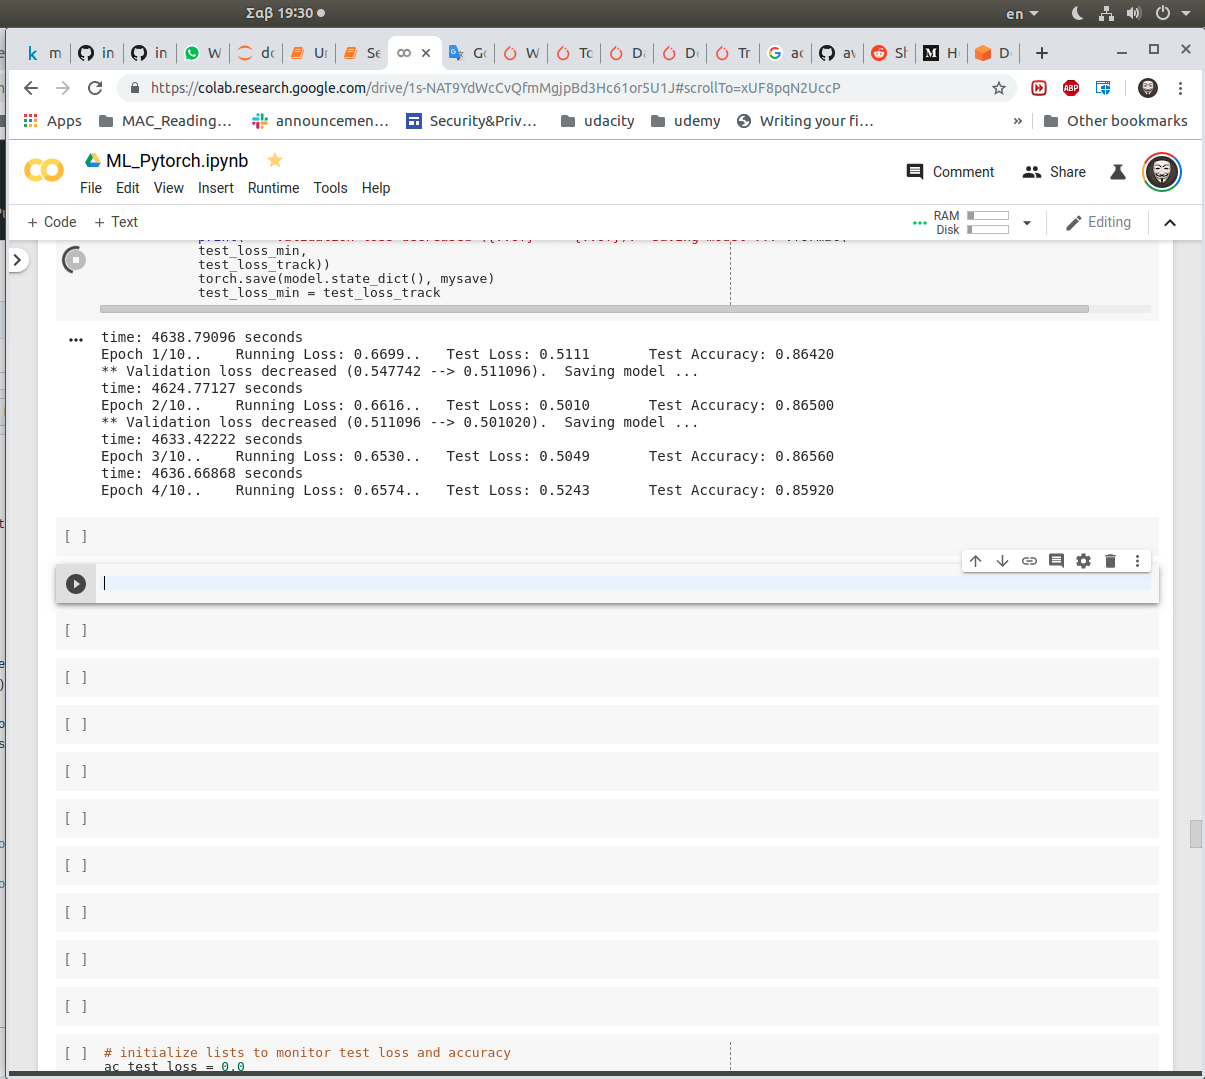 Σαβ 19:30
en
m
in
in
W
do
Un
Se
Go
W
To
Da
De
Tr
ac
av
Sh
H
D
https://colab.research.google.com/drive/1s-NAT9YdWcCvQfmMgjpBd3Hc61or5U1J#scrollTo=xUF8pqN2UccP
ABP
Apps
MAC_Reading...
announcemen...
Security&Priv...
udacity
udemy
Writing your fi...
»
Other bookmarks
ML_Pytorch.ipynb
Comment
Share
File Edit View Insert Runtime Tools Help
+ Code + Text
RAM
Disk
Editing
test_loss_min,
test_loss_track))
torch.save(model.state_dict(), mysave)
test_loss_min = test_loss_track
time: 4638.79096 seconds
Epoch 1/10.. Running Loss: 0.6699.. Test Loss: 0.5111 Test Accuracy: 0.86420
** Validation loss decreased (0.547742 --> 0.511096). Saving model ...
time: 4624.77127 seconds
Epoch 2/10.. Running Loss: 0.6616.. Test Loss: 0.5010 Test Accuracy: 0.86500
** Validation loss decreased (0.511096 --> 0.501020). Saving model ...
time: 4633.42222 seconds
Epoch 3/10.. Running Loss: 0.6530.. Test Loss: 0.5049 Test Accuracy: 0.86560
time: 4636.66868 seconds
Epoch 4/10.. Running Loss: 0.6574.. Test Loss: 0.5243 Test Accuracy: 0.85920
[ ]
[ ]
[ ]
[ ]
[ ]
[ ]
[ ]
[ ]
[ ]
[ ]
[ ] # initialize lists to monitor test loss and accuracy
ac_test_loss = 0.0